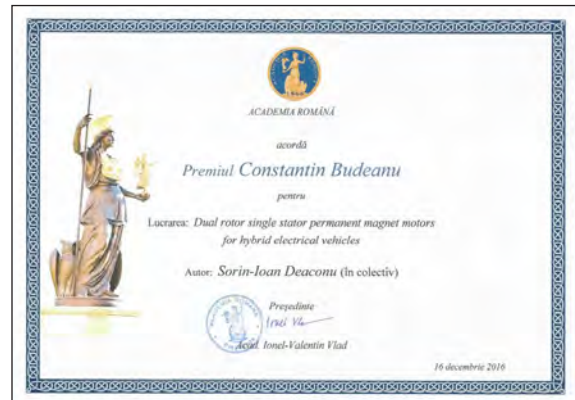 ACADEMIA ROMÂNĂ
acordă
Premiul Constantin Budeanu
pentru
Lucrarea: Dual rotor single stator permanent magnet motors
for hybrid electrical vehicles
Autor: Sorin-Ioan Deaconu (în colectiv)
Președinte
Acad. Ionel-Valentin Vlad
16 decembrie 2016